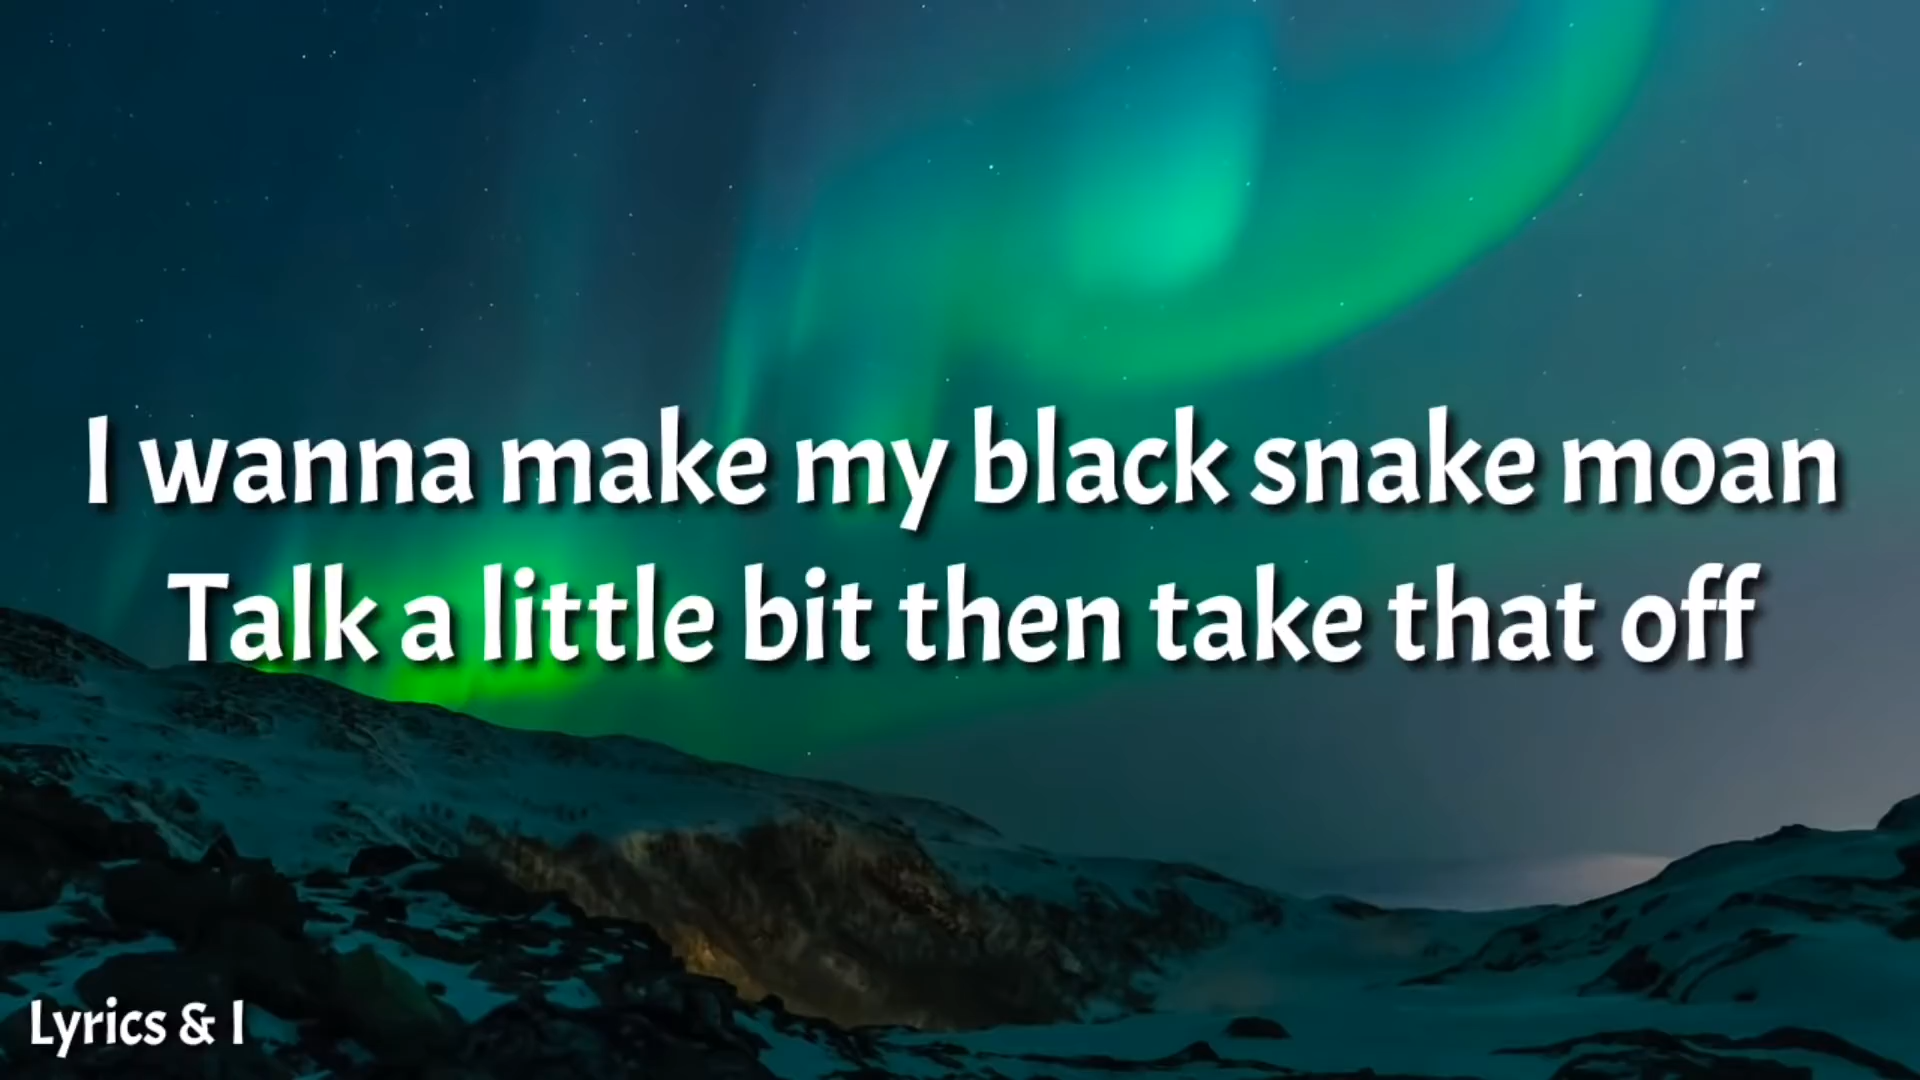 I wanna make my black snake moan
Talk a little bit then take that off
Lyrics & I